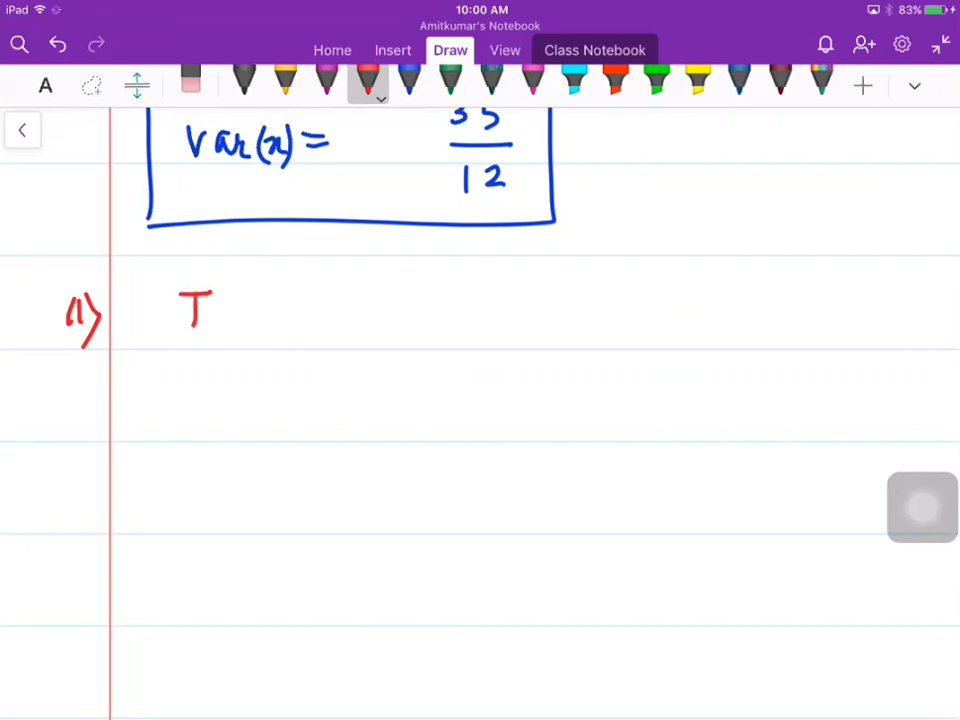 iPad 10:00 AM 83%
Amitkumar's Notebook
Home Insert Draw View Class Notebook
A
Var(x) = 35
12
(1) T